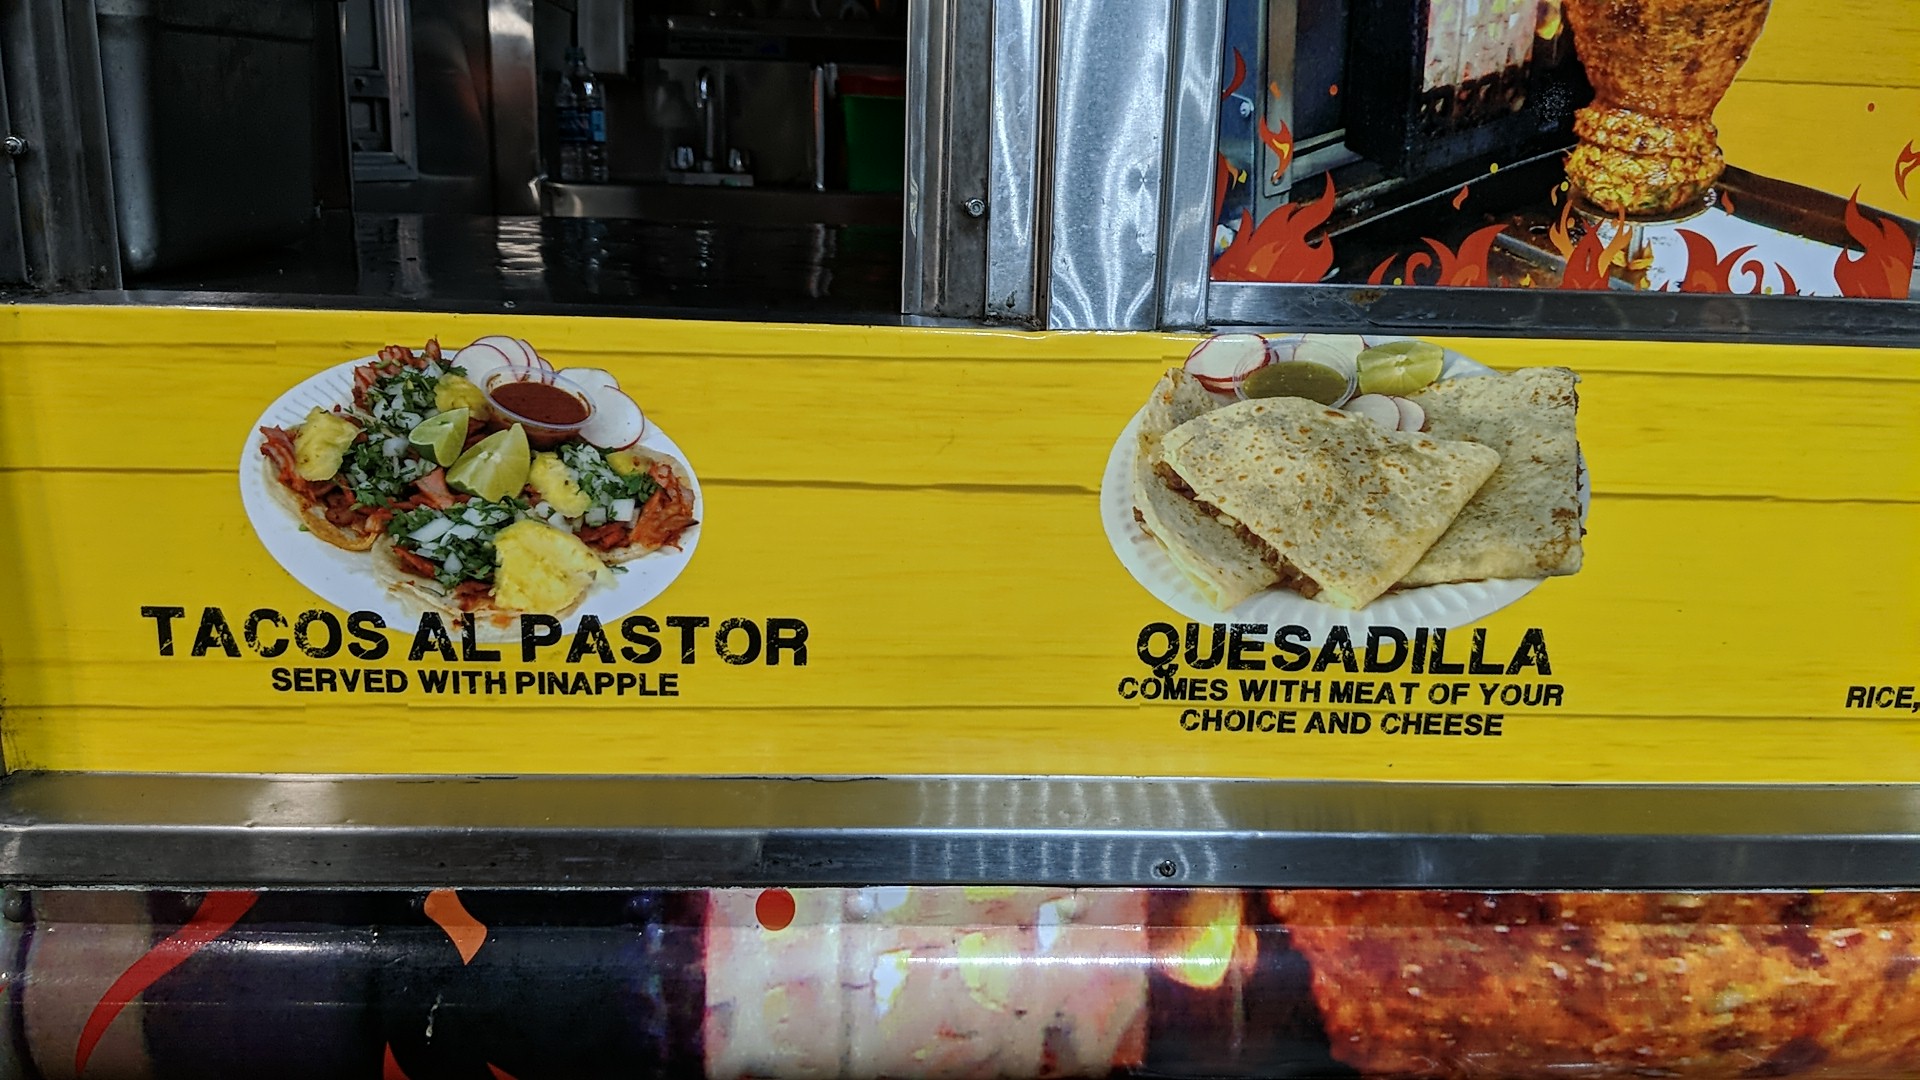 TACOS AL PASTOR
SERVED WITH PINAPPLE
QUESADILLA
COMES WITH MEAT OF YOUR
CHOICE AND CHEESE
RICE,